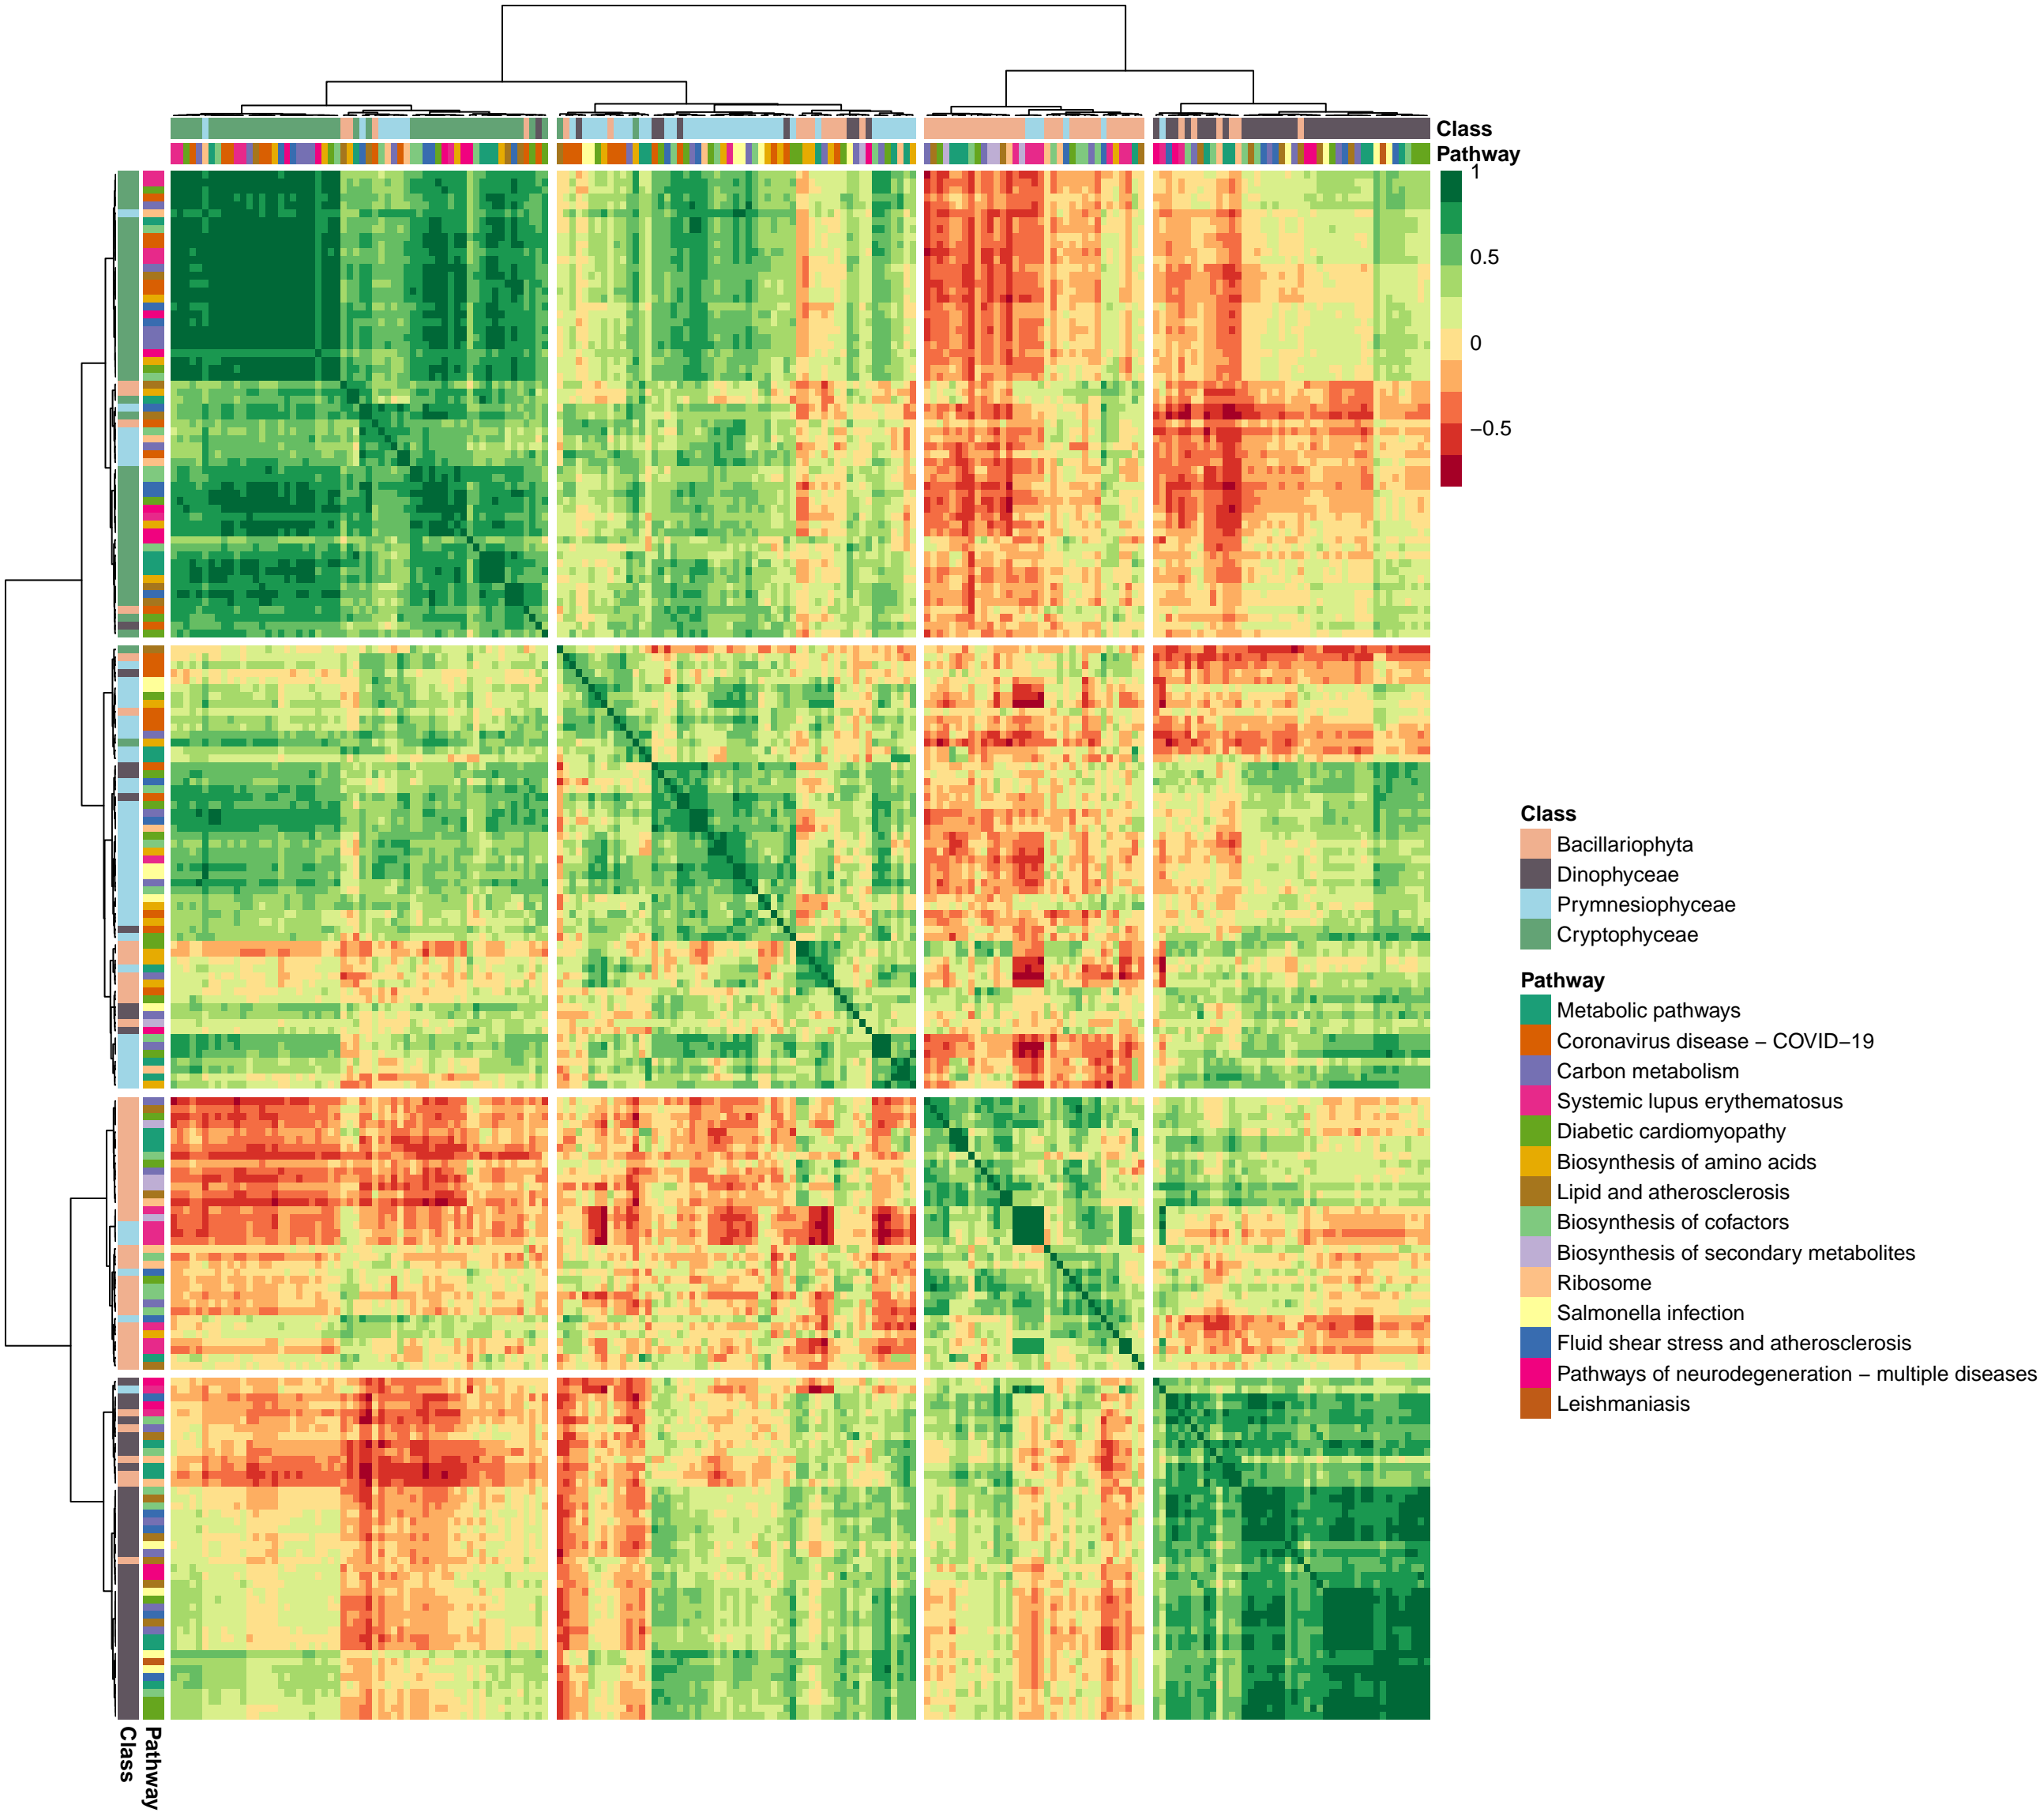 Class
Pathway
1
0.5
0
−0.5
Class
Bacillariophyta
Dinophyceae
Prymnesiophyceae
Cryptophyceae
Pathway
Metabolic pathways
Coronavirus disease − COVID−19
Carbon metabolism
Systemic lupus erythematosus
Diabetic cardiomyopathy
Biosynthesis of amino acids
Lipid and atherosclerosis
Biosynthesis of cofactors
Biosynthesis of secondary metabolites
Ribosome
Salmonella infection
Fluid shear stress and atherosclerosis
Pathways of neurodegeneration − multiple diseases
Leishmaniasis
Class
Pathway